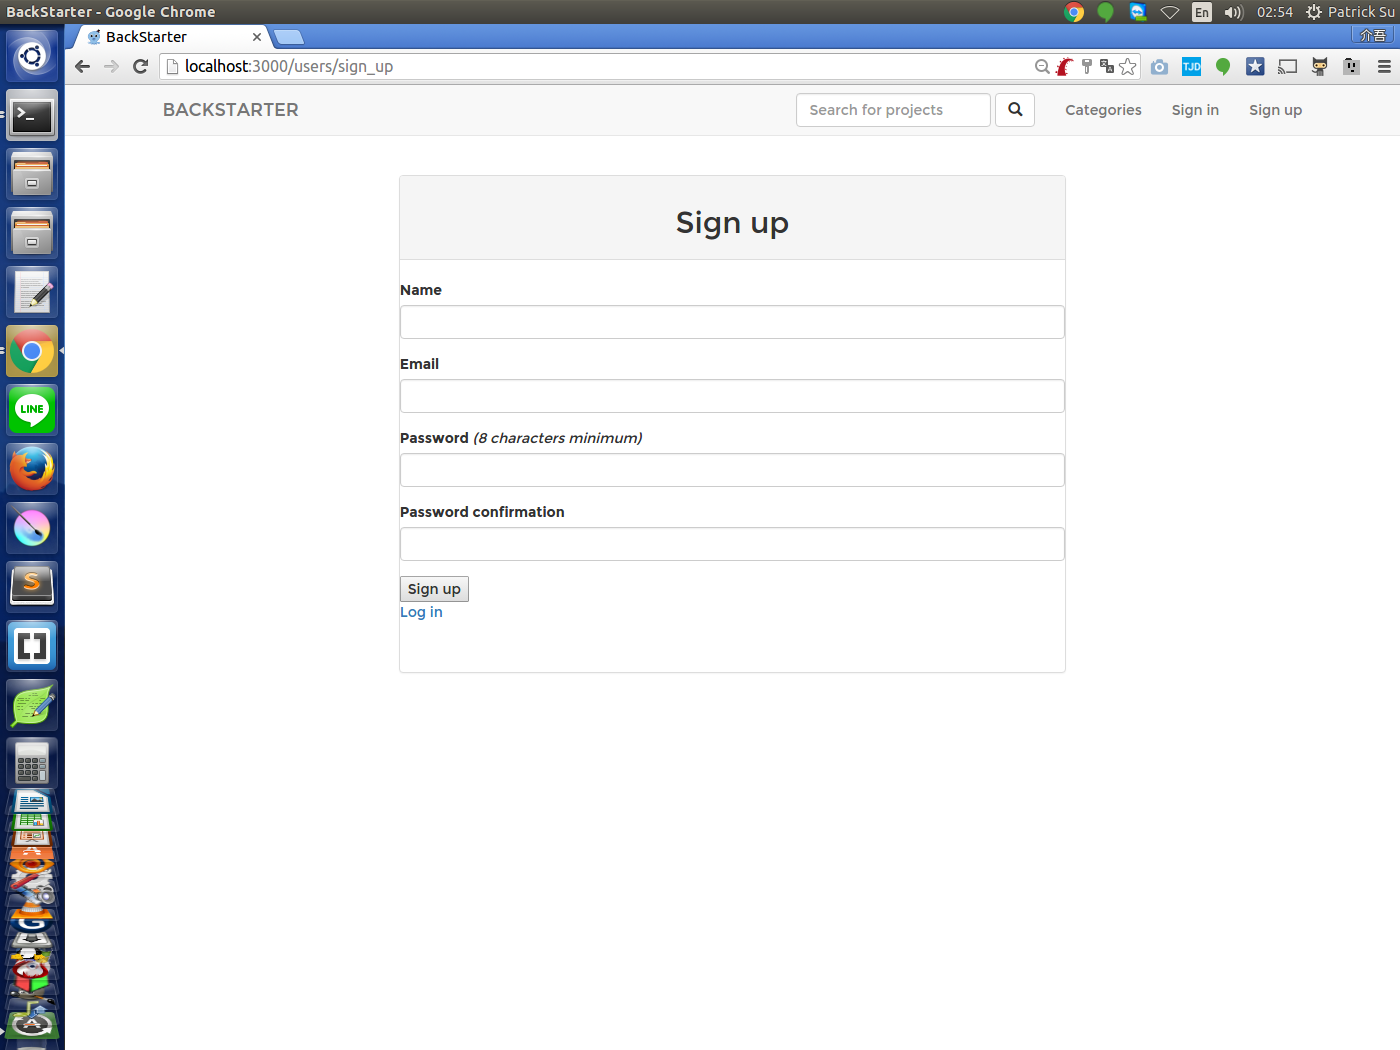 BackStarter - Google Chrome
En
02:54
Patrick Su
BackStarter
介吾
localhost:3000/users/sign_up
TJD
BACKSTARTER
Search for projects
Categories
Sign in
Sign up
Sign up
Name
Email
Password (8 characters minimum)
Password confirmation
Sign up
Log in
LINE